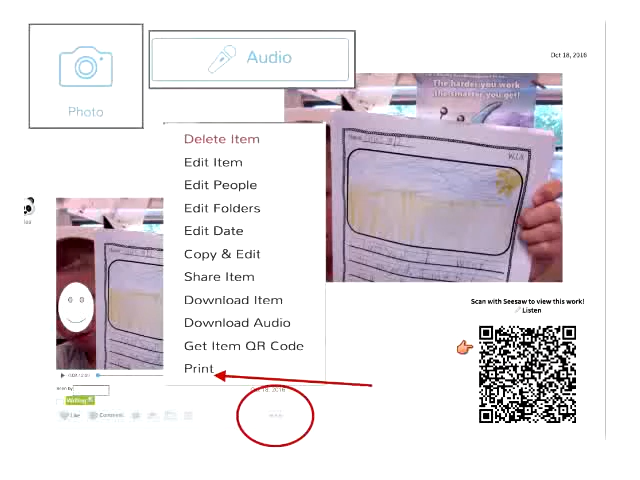 Photo
Audio
Oct 18, 2016
The harder you work
the smarter you get!
W.I.A
Delete Item
Edit Item
Edit People
Edit Folders
Edit Date
Copy & Edit
Share Item
Download Item
Download Audio
Get Item QR Code
Print
Scan with Seesaw to view this work!
Listen
Writing
Like
Comment